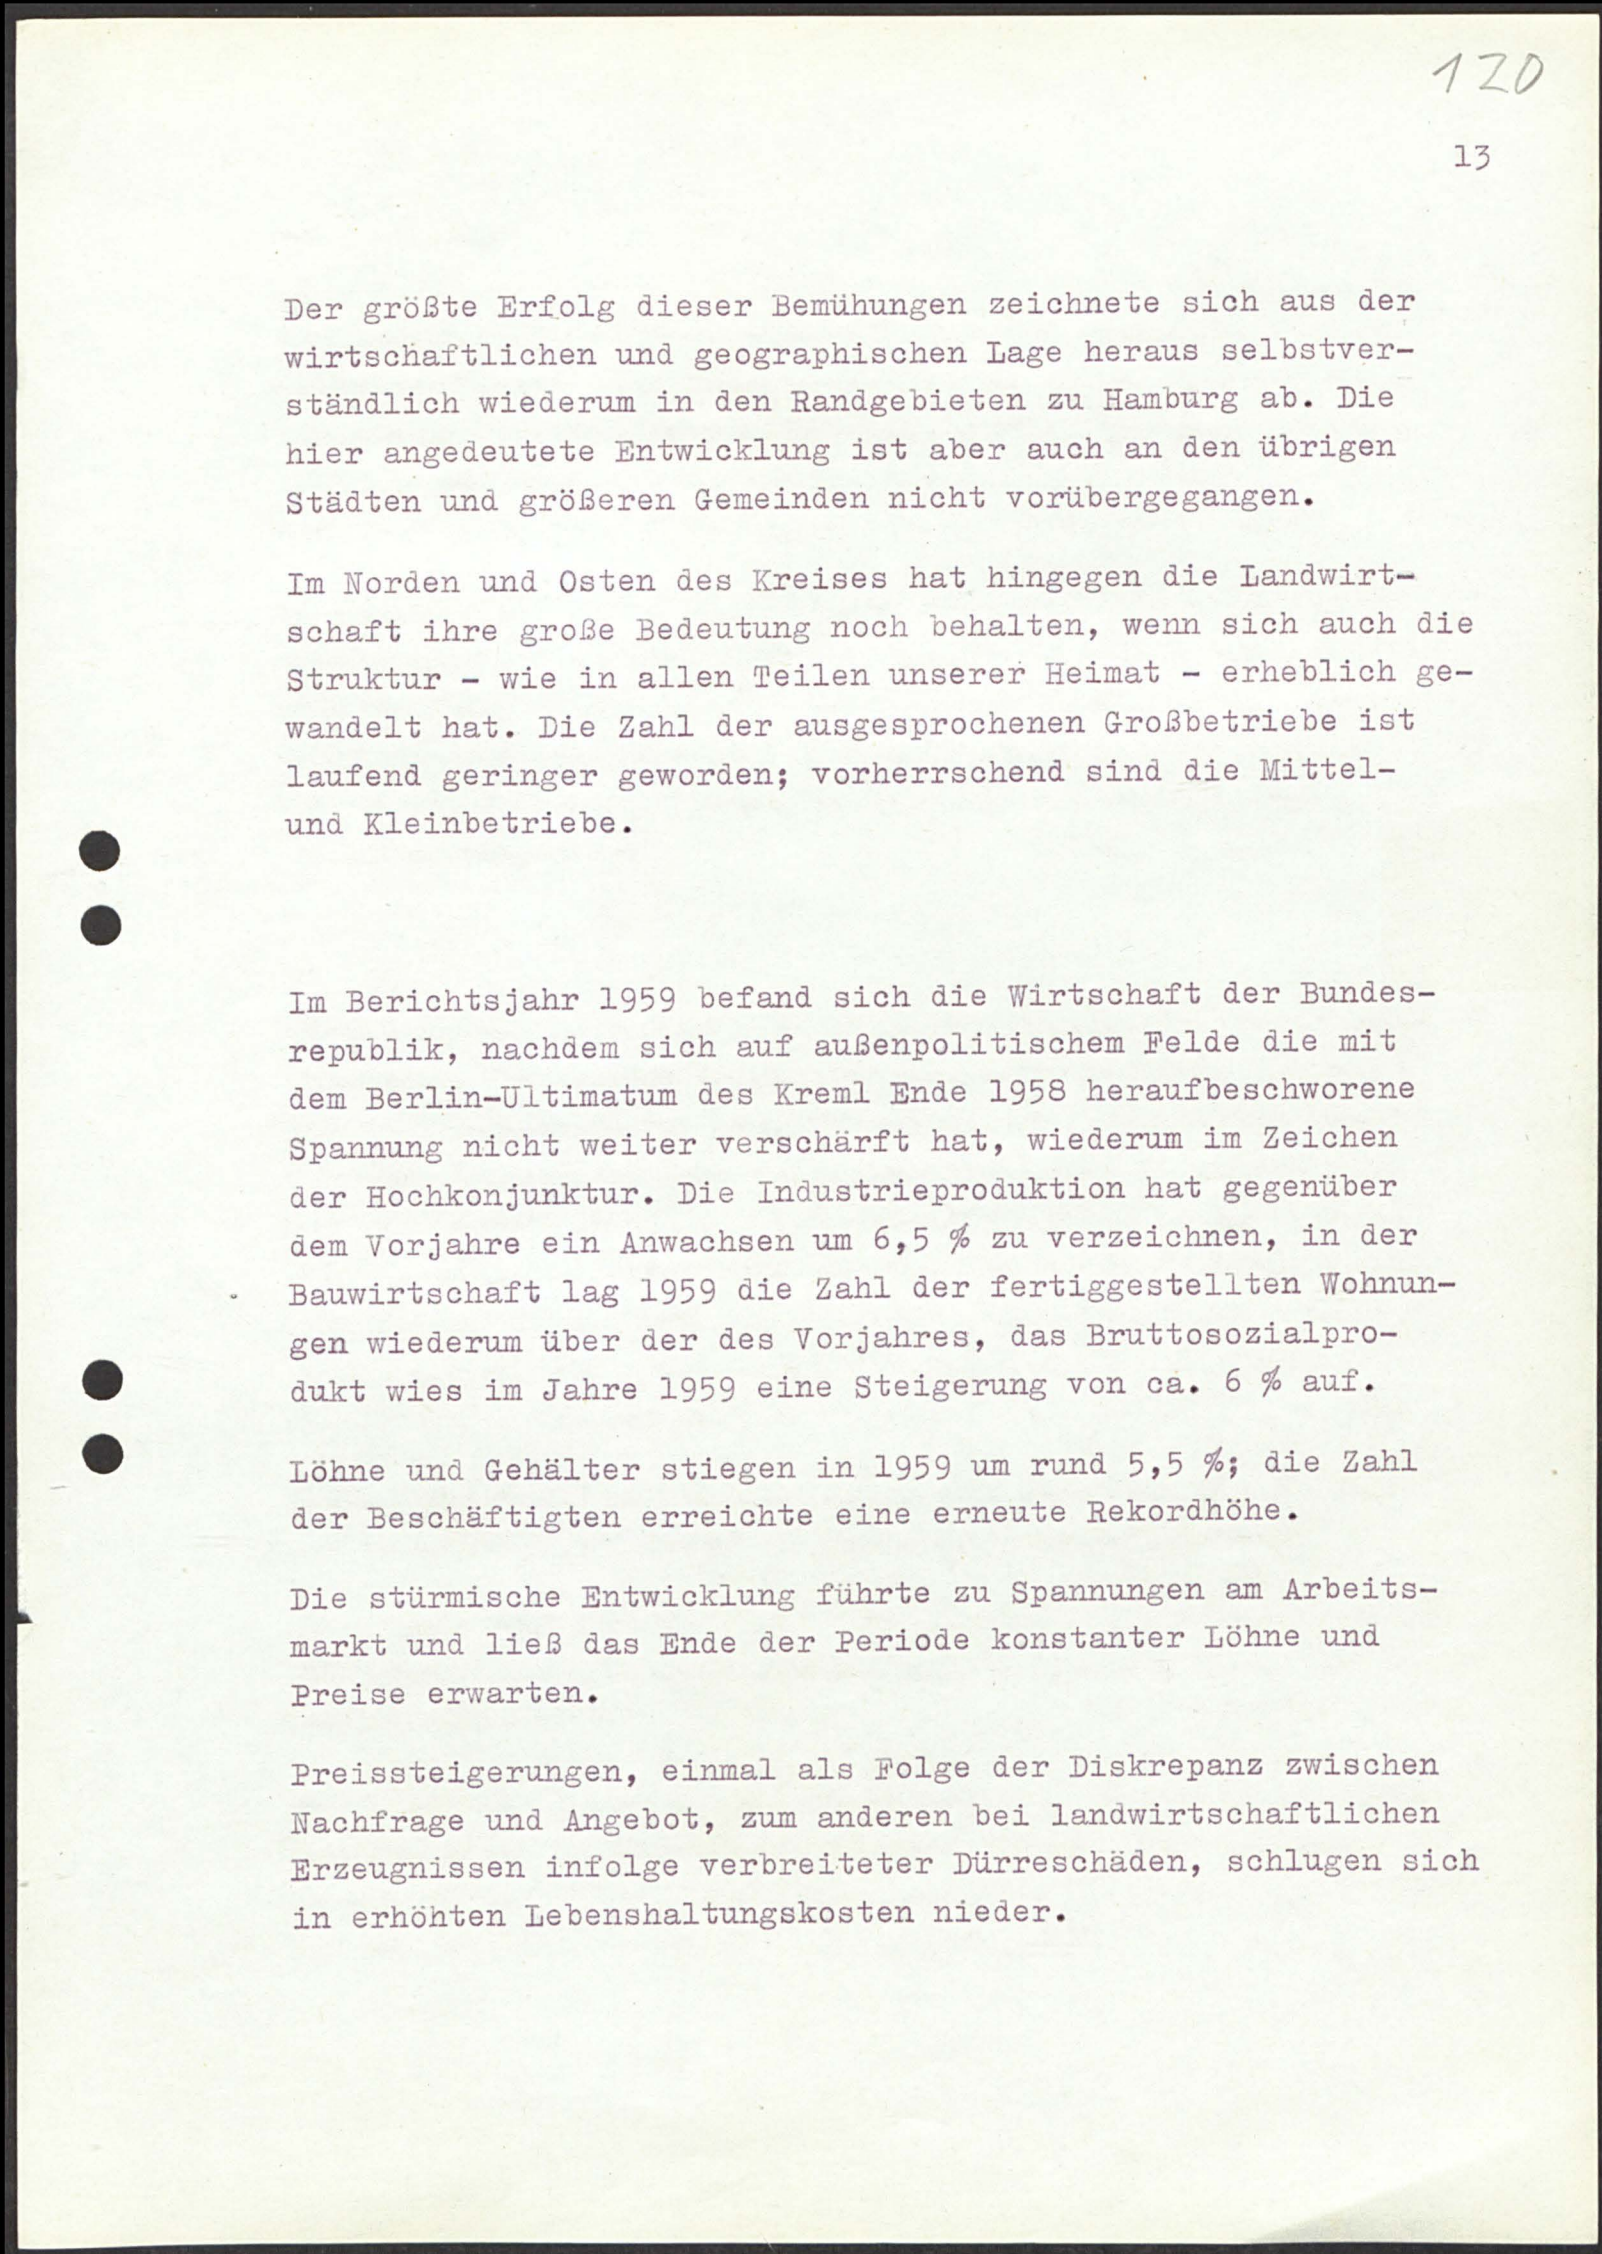 120
13
Der größte Erfolg dieser Bemühungen zeichnete sich aus der
wirtschaftlichen und geographischen Lage heraus selbstver-
ständlich wiederum in den Randgebieten zu Hamburg ab. Die
hier angedeutete Entwicklung ist aber auch an den übrigen
Städten und größeren Gemeinden nicht vorübergegangen.
Im Norden und Osten des Kreises hat hingegen die Landwirt-
schaft ihre große Bedeutung noch behalten, wenn sich auch die
Struktur - wie in allen Teilen unserer Heimat - erheblich ge-
wandelt hat. Die Zahl der ausgesprochenen Großbetriebe ist
laufend geringer geworden; vorherrschend sind die Mittel-
und Kleinbetriebe.
Im Berichtsjahr 1959 befand sich die Wirtschaft der Bundes-
republik, nachdem sich auf außenpolitischem Felde die mit
dem Berlin-Ultimatum des Kreml Ende 1958 heraufbeschworene
Spannung nicht weiter verschärft hat, wiederum im Zeichen
der Hochkonjunktur. Die Industrieproduktion hat gegenüber
dem Vorjahre ein Anwachsen um 6,5 % zu verzeichnen, in der
Bauwirtschaft lag 1959 die Zahl der fertiggestellten Wohnun-
gen wiederum über der des Vorjahres, das Bruttosozialpro-
dukt wies im Jahre 1959 eine Steigerung von ca. 6 % auf.
Löhne und Gehälter stiegen in 1959 um rund 5,5 %; die Zahl
der Beschäftigten erreichte eine erneute Rekordhöhe.
Die stürmische Entwicklung führte zu Spannungen am Arbeits-
markt und ließ das Ende der Periode konstanter Löhne und
Preise erwarten.
Preissteigerungen, einmal als Folge der Diskrepanz zwischen
Nachfrage und Angebot, zum anderen bei landwirtschaftlichen
Erzeugnissen infolge verbreiteter Dürreschäden, schlugen sich
in erhöhten Lebenshaltungskosten nieder.